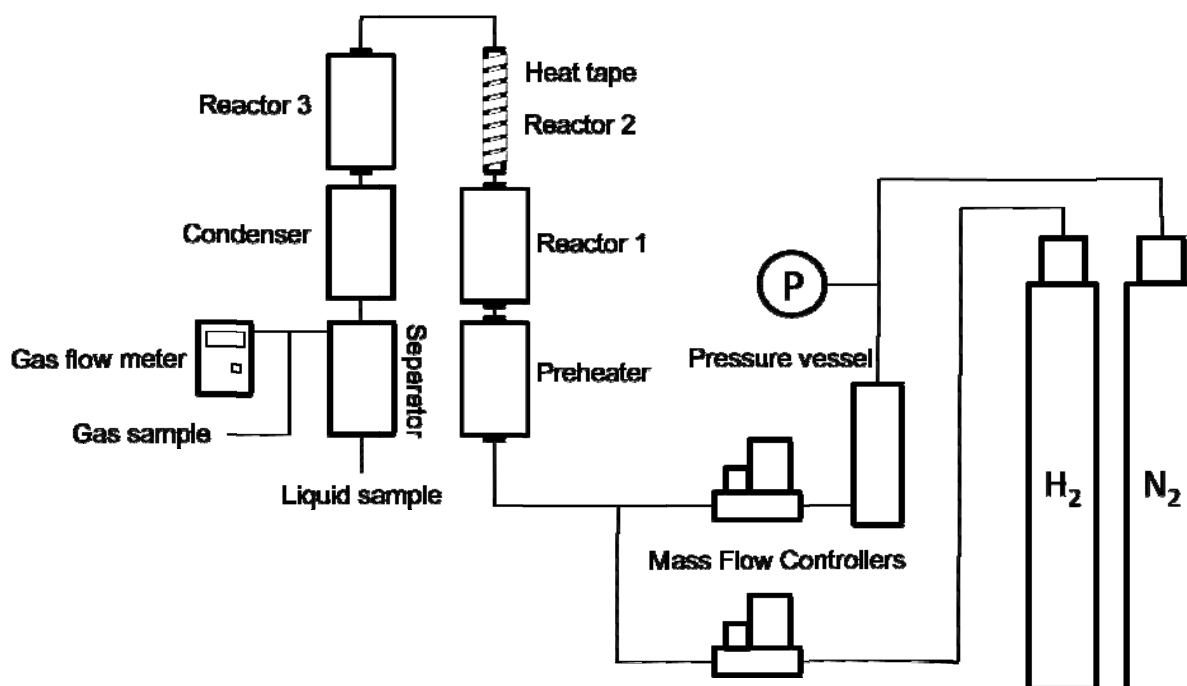 Heat tape
Reactor 3
Reactor 2
Condenser
Reactor 1
P
Gas flow meter
Separator
Preheater
Pressure vessel
Gas sample
Liquid sample
H₂
N₂
Mass Flow Controllers